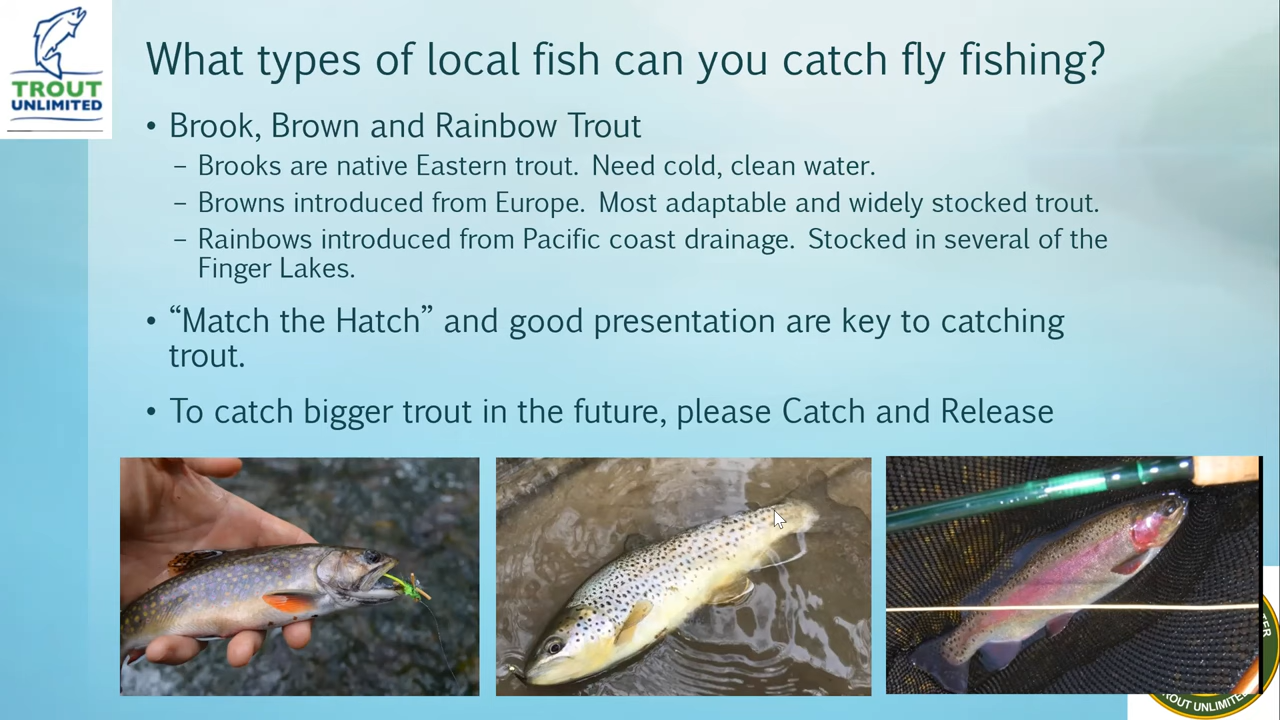 TROUT
UNLIMITED
What types of local fish can you catch fly fishing?
• Brook, Brown and Rainbow Trout
– Brooks are native Eastern trout. Need cold, clean water.
– Browns introduced from Europe. Most adaptable and widely stocked trout.
– Rainbows introduced from Pacific coast drainage. Stocked in several of the
Finger Lakes.
• “Match the Hatch” and good presentation are key to catching
trout.
• To catch bigger trout in the future, please Catch and Release
TROUT UNLIMITED